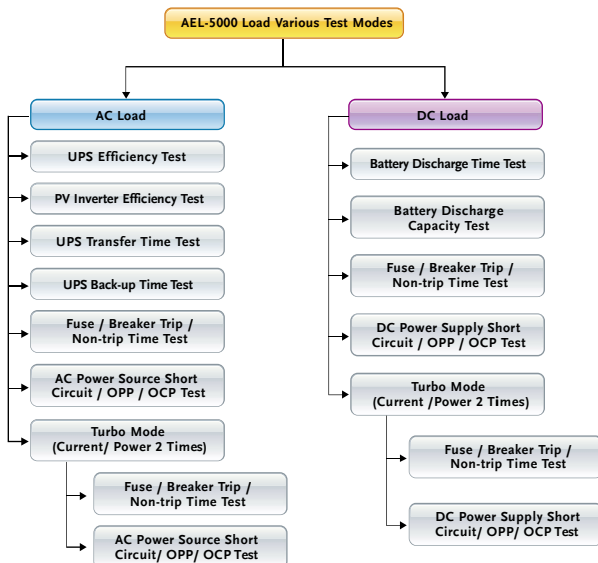 AEL-5000 Load Various Test Modes
AC Load
UPS Efficiency Test
PV Inverter Efficiency Test
UPS Transfer Time Test
UPS Back-up Time Test
Fuse / Breaker Trip /
Non-trip Time Test
AC Power Source Short
Circuit / OPP / OCP Test
Turbo Mode
(Current/ Power 2 Times)
Fuse / Breaker Trip /
Non-trip Time Test
AC Power Source Short
Circuit/ OPP/ OCP Test
DC Load
Battery Discharge Time Test
Battery Discharge
Capacity Test
Fuse / Breaker Trip /
Non-trip Time Test
DC Power Supply Short
Circuit / OPP / OCP Test
Turbo Mode
(Current /Power 2 Times)
Fuse / Breaker Trip /
Non-trip Time Test
DC Power Supply Short
Circuit/ OPP/ OCP Test